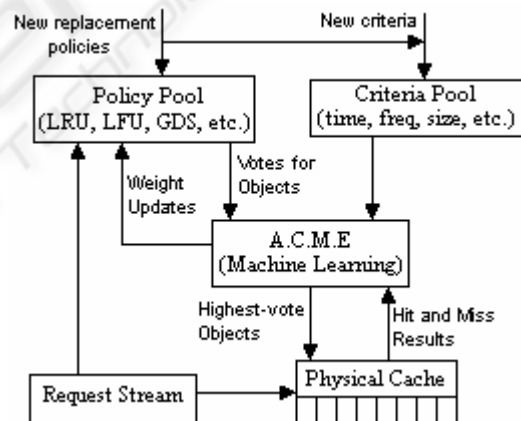 New replacement
policies
New criteria
Policy Pool
(LRU, LFU, GDS, etc.)
Criteria Pool
(time, freq, size, etc.)
Weight
Updates
Votes for
Objects
A.C.M.E
(Machine Learning)
Highest-vote
Objects
Hit and Miss
Results
Request Stream
Physical Cache